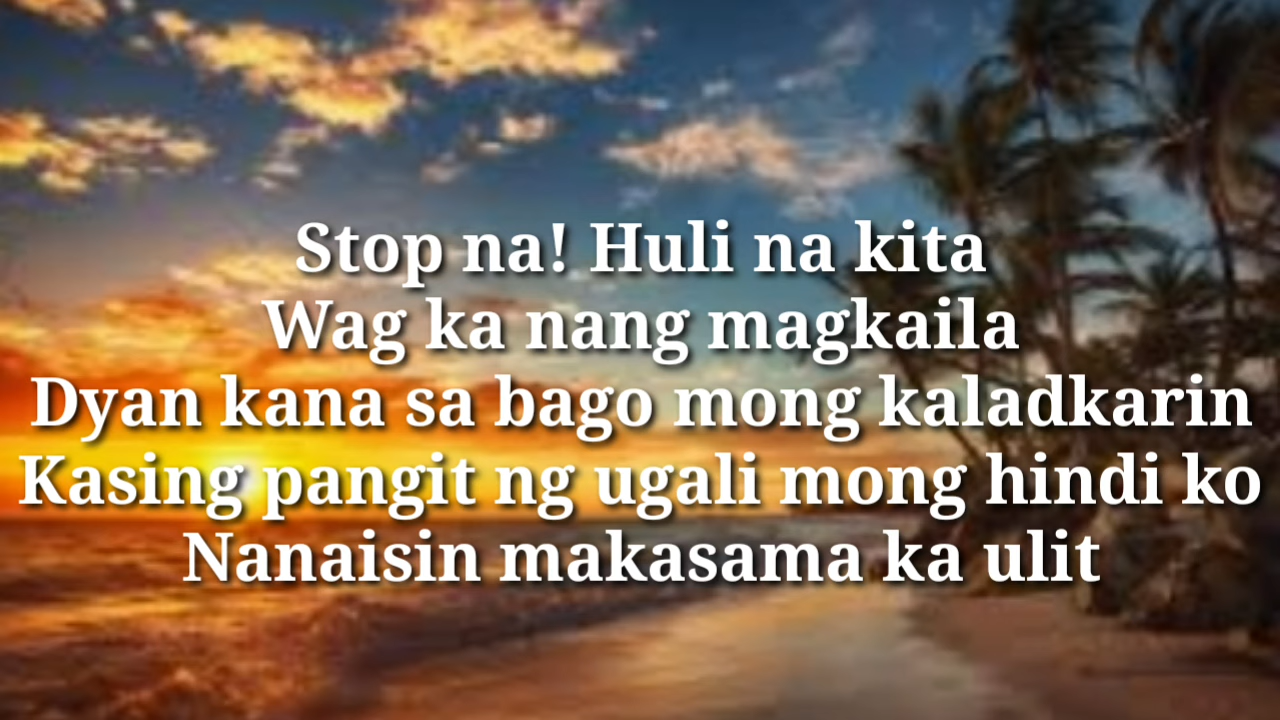 Stop na! Huli na kita
Wag ka nang magkaila
Dyan kana sa bago mong kaladkarin
Kasing pangit ng ugali mong hindi ko
Nanaisin makasama ka ulit